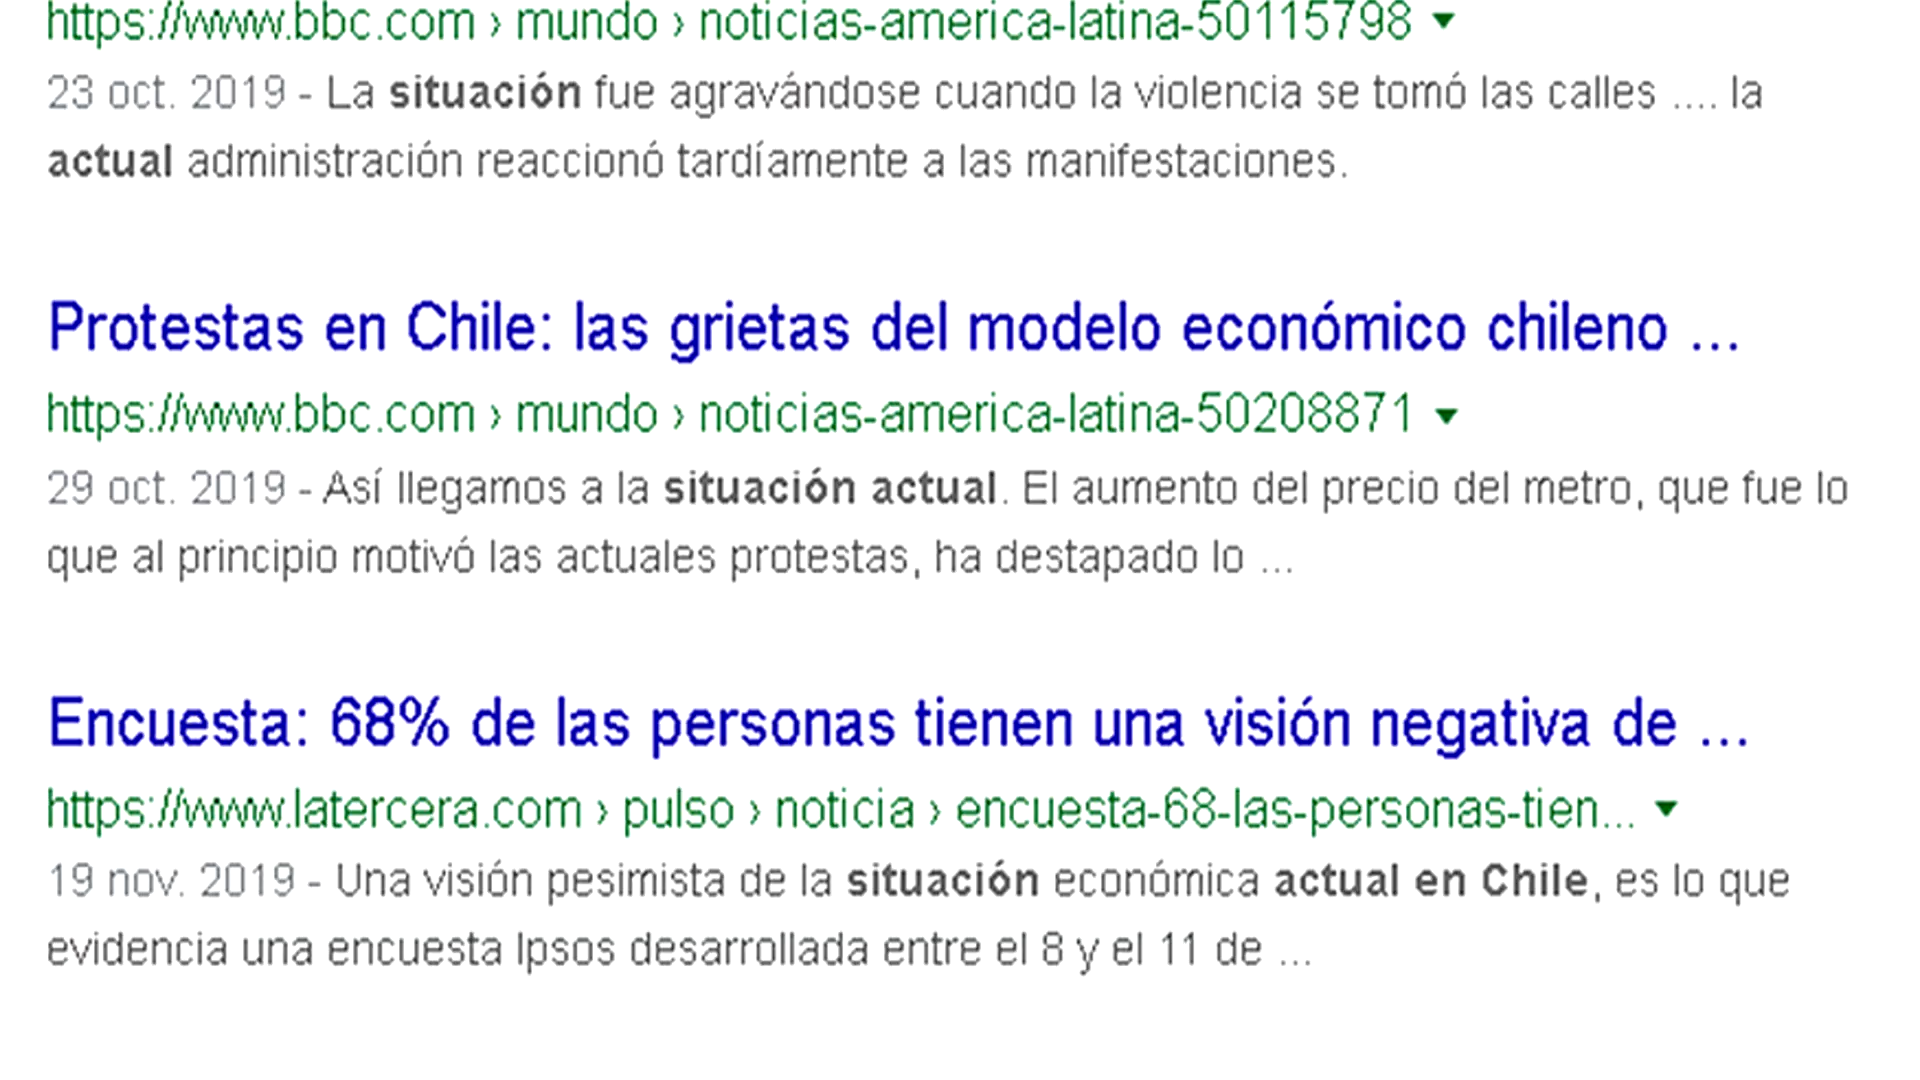 https://www.bbc.com › mundo › noticias-america-latina-50115798
23 oct. 2019 - La situación fue agravándose cuando la violencia se tomó las calles .... la
actual administración reaccionó tardíamente a las manifestaciones.
Protestas en Chile: las grietas del modelo económico chileno ...
https://www.bbc.com › mundo › noticias-america-latina-50208871
29 oct. 2019 - Así llegamos a la situación actual. El aumento del precio del metro, que fue lo
que al principio motivó las actuales protestas, ha destapado lo ...
Encuesta: 68% de las personas tienen una visión negativa de ...
https://www.latercera.com › pulso › noticia › encuesta-68-las-personas-tien...
19 nov. 2019 - Una visión pesimista de la situación económica actual en Chile, es lo que
evidencia una encuesta Ipsos desarrollada entre el 8 y el 11 de ...